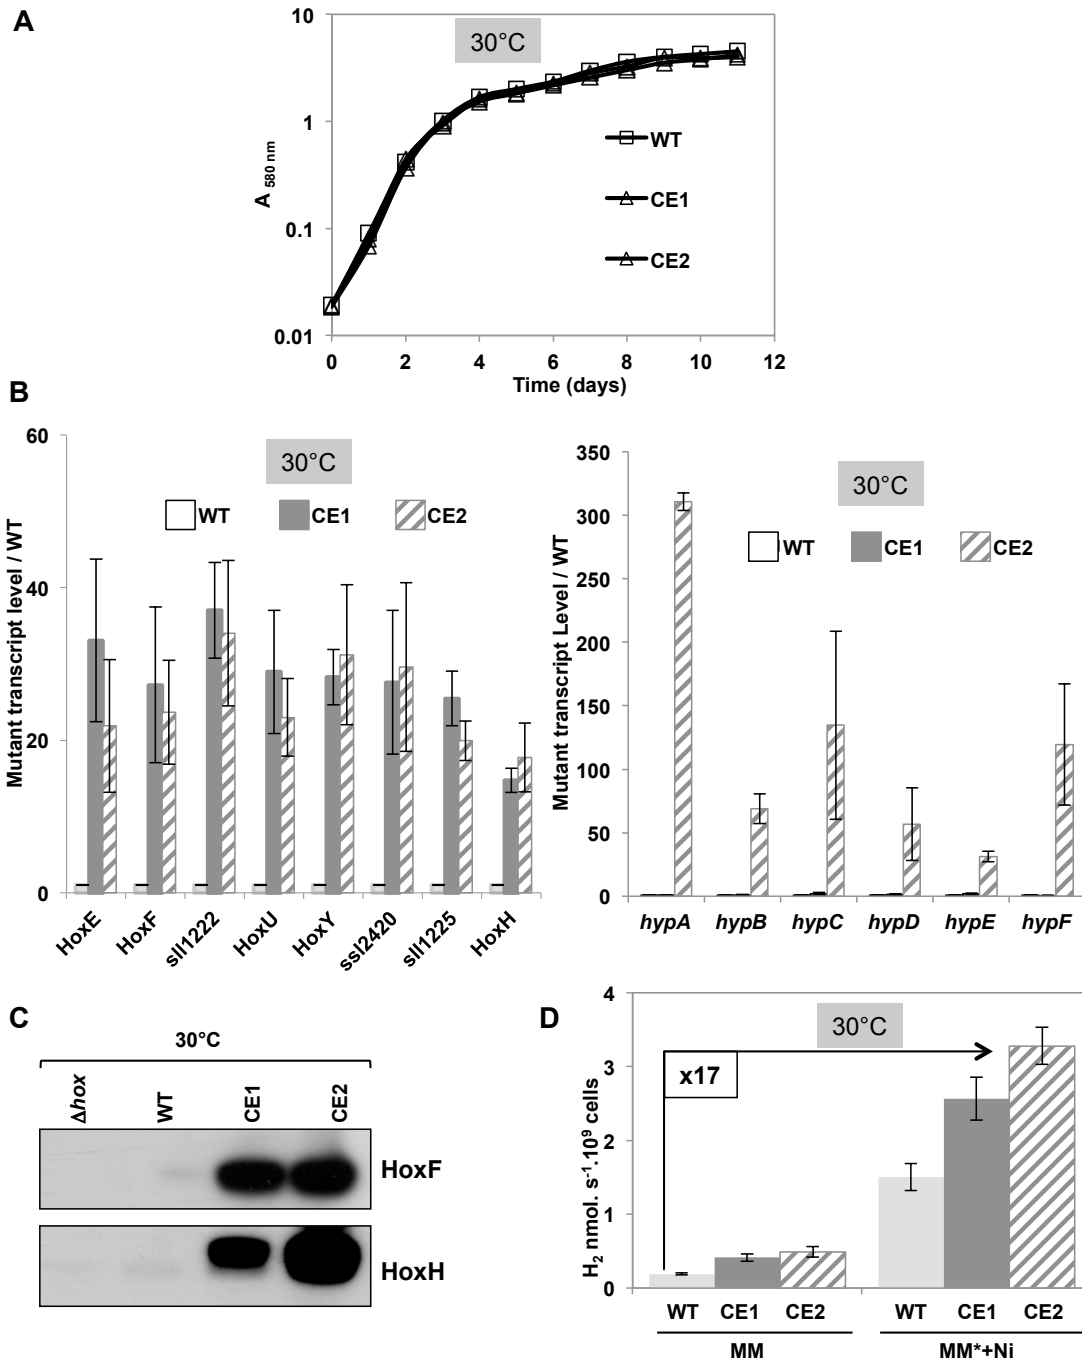 A
30°C
10
1
0.1
0.01
A 580 nm
WT
CE1
CE2
0 2 4 6 8 10 12
Time (days)
B
60
40
20
0
Mutant transcript level / WT
30°C
WT CE1 CE2
HoxE HoxF sll1222 HoxU HoxY ssl2420 sll1225 HoxH
350
300
250
200
150
100
50
0
Mutant transcript Level / WT
30°C
WT CE1 CE2
hypA hypB hypC hypD hypE hypF
C
30°C
Δhox WT CE1 CE2
HoxF
HoxH
D
4
3
2
1
0
H2 nmol. s-1.109 cells
30°C
x17
WT CE1 CE2 WT CE1 CE2
MM MM*+Ni